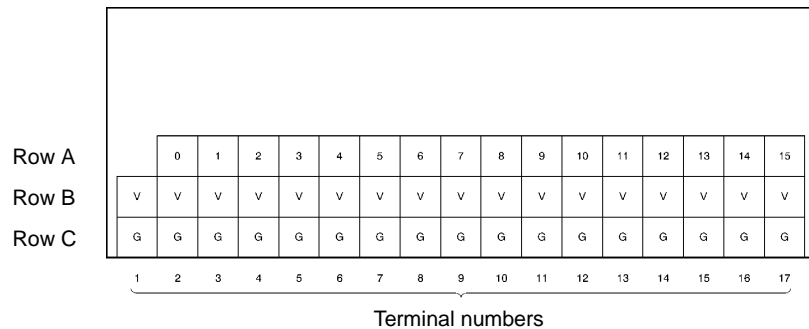 Row A 0 1 2 3 4 5 6 7 8 9 10 11 12 13 14 15
Row B V V V V V V V V V V V V V V V V V
Row C G G G G G G G G G G G G G G G G G
1 2 3 4 5 6 7 8 9 10 11 12 13 14 15 16 17
Terminal numbers